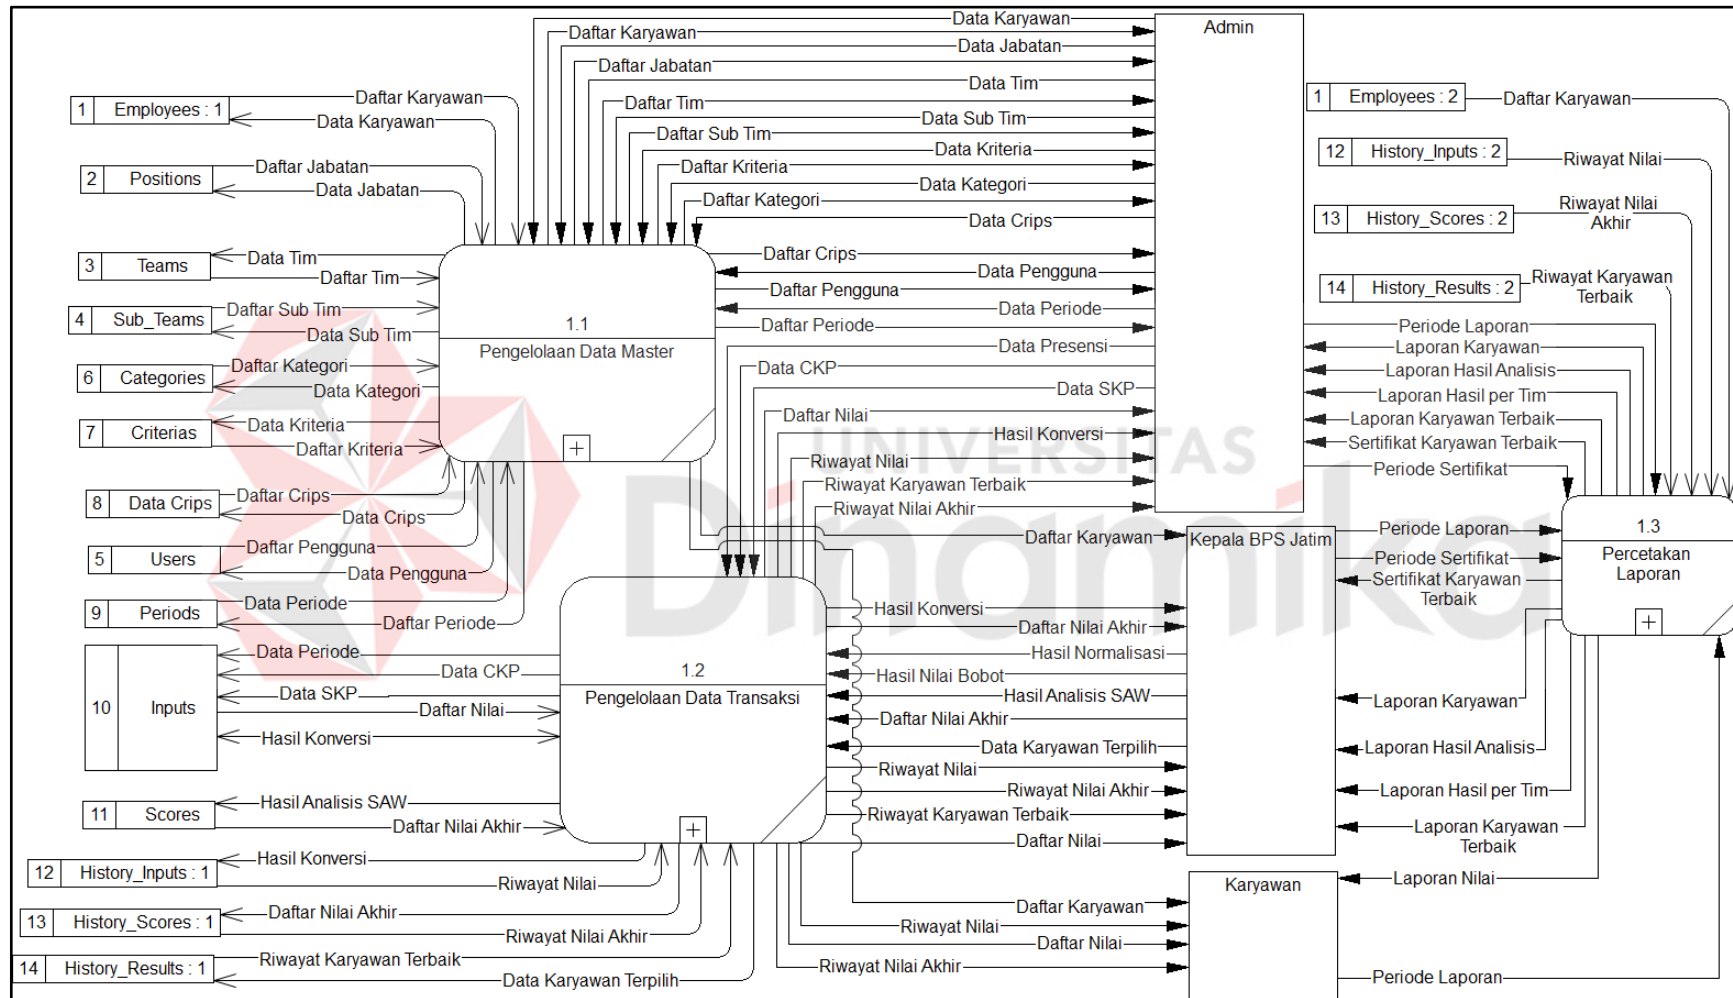 Data Karyawan
Admin
Daftar Karyawan
Data Jabatan
Daftar Jabatan
Data Tim
Daftar Tim
Data Sub Tim
Daftar Sub Tim
Data Kriteria
Daftar Kriteria
Data Kategori
Daftar Kategori
Data Crips
Daftar Crips
Data Pengguna
Daftar Pengguna
Data Periode
Daftar Periode
Data Presensi
Data CKP
Data SKP
Daftar Nilai
Hasil Konversi
Riwayat Nilai
Riwayat Karyawan Terbaik
Riwayat Nilai Akhir
1 Employees : 1
Daftar Karyawan
Data Karyawan
2 Positions
Daftar Jabatan
Data Jabatan
3 Teams
Data Tim
Daftar Tim
4 Sub_Teams
Daftar Sub Tim
Data Sub Tim
6 Categories
Daftar Kategori
Data Kategori
7 Criterias
Data Kriteria
Daftar Kriteria
8 Data Crips
Daftar Crips
Data Crips
5 Users
Daftar Pengguna
Data Pengguna
9 Periods
Data Periode
Daftar Periode
10 Inputs
Data Periode
Data CKP
Data SKP
Daftar Nilai
Hasil Konversi
11 Scores
Hasil Analisis SAW
Daftar Nilai Akhir
12 History_Inputs : 1
Hasil Konversi
Riwayat Nilai
13 History_Scores : 1
Daftar Nilai Akhir
Riwayat Nilai Akhir
14 History_Results : 1
Riwayat Karyawan Terbaik
Data Karyawan Terpilih
1.1
Pengelolaan Data Master
+
1.2
Pengelolaan Data Transaksi
+
UNIVERSITAS
Dinamika
Daftar Karyawan
Kepala BPS Jatim
Hasil Konversi
Daftar Nilai Akhir
Hasil Normalisasi
Hasil Nilai Bobot
Hasil Analisis SAW
Daftar Nilai Akhir
Data Karyawan Terpilih
Riwayat Nilai
Riwayat Nilai Akhir
Riwayat Karyawan Terbaik
Daftar Nilai
Karyawan
Daftar Karyawan
Riwayat Nilai
Daftar Nilai
Riwayat Nilai Akhir
1 Employees : 2
Daftar Karyawan
12 History_Inputs : 2
Riwayat Nilai
13 History_Scores : 2
Riwayat Nilai
Akhir
14 History_Results : 2
Riwayat Karyawan
Terbaik
Periode Laporan
Laporan Karyawan
Laporan Hasil Analisis
Laporan Hasil per Tim
Laporan Karyawan Terbaik
Sertifikat Karyawan Terbaik
Periode Sertifikat
1.3
Percetakan
Laporan
+
Periode Laporan
Periode Sertifikat
Sertifikat Karyawan
Terbaik
Laporan Karyawan
Laporan Hasil Analisis
Laporan Hasil per Tim
Laporan Karyawan
Terbaik
Laporan Nilai
Periode Laporan